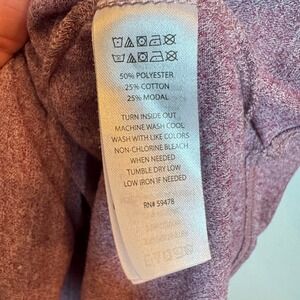 50% POLYESTER
25% COTTON
25% MODAL
TURN INSIDE OUT
MACHINE WASH COOL
WASH WITH LIKE COLORS
NON-CHLORINE BLEACH
WHEN NEEDED
TUMBLE DRY LOW
LOW IRON IF NEEDED
RN# 59478